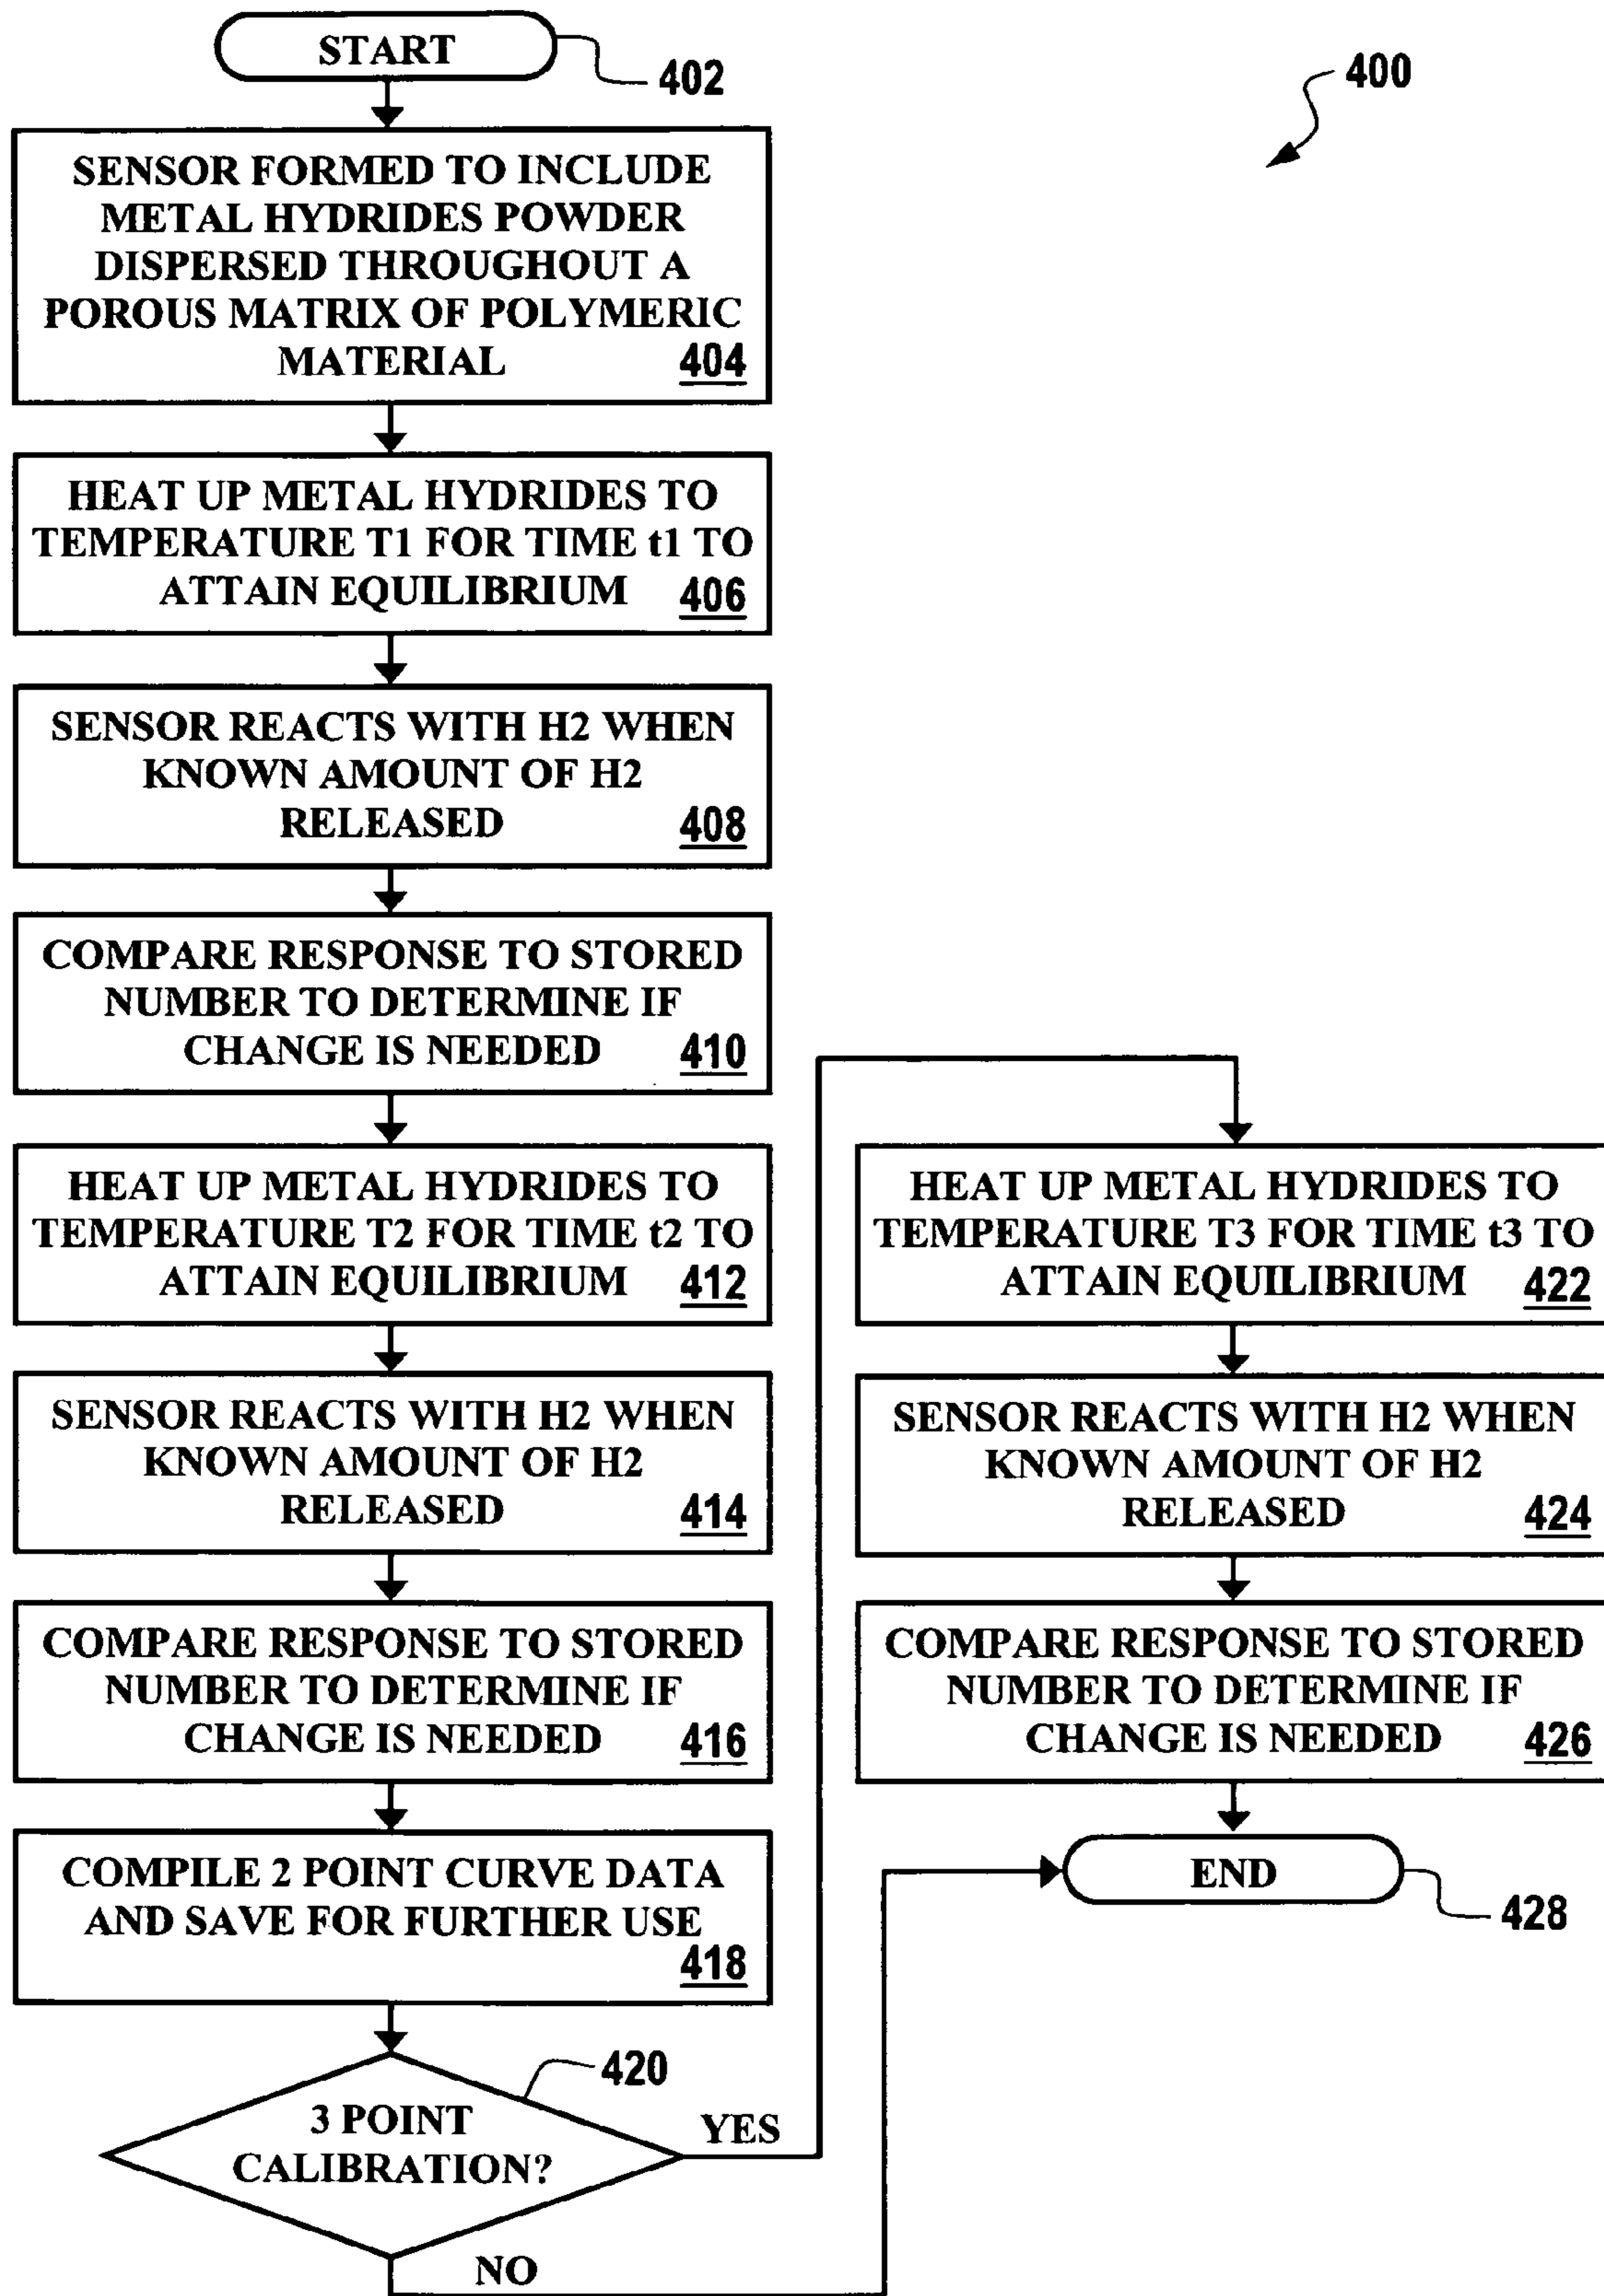 START
402
400
SENSOR FORMED TO INCLUDE
METAL HYDRIDES POWDER
DISPERSED THROUGHOUT A
POROUS MATRIX OF POLYMERIC
MATERIAL 404
HEAT UP METAL HYDRIDES TO
TEMPERATURE T1 FOR TIME t1 TO
ATTAIN EQUILIBRIUM 406
SENSOR REACTS WITH H2 WHEN
KNOWN AMOUNT OF H2
RELEASED 408
COMPARE RESPONSE TO STORED
NUMBER TO DETERMINE IF
CHANGE IS NEEDED 410
HEAT UP METAL HYDRIDES TO
TEMPERATURE T2 FOR TIME t2 TO
ATTAIN EQUILIBRIUM 412
SENSOR REACTS WITH H2 WHEN
KNOWN AMOUNT OF H2
RELEASED 414
COMPARE RESPONSE TO STORED
NUMBER TO DETERMINE IF
CHANGE IS NEEDED 416
COMPILE 2 POINT CURVE DATA
AND SAVE FOR FURTHER USE
418
420
3 POINT
CALIBRATION?
YES
NO
HEAT UP METAL HYDRIDES TO
TEMPERATURE T3 FOR TIME t3 TO
ATTAIN EQUILIBRIUM 422
SENSOR REACTS WITH H2 WHEN
KNOWN AMOUNT OF H2
RELEASED 424
COMPARE RESPONSE TO STORED
NUMBER TO DETERMINE IF
CHANGE IS NEEDED 426
END
428